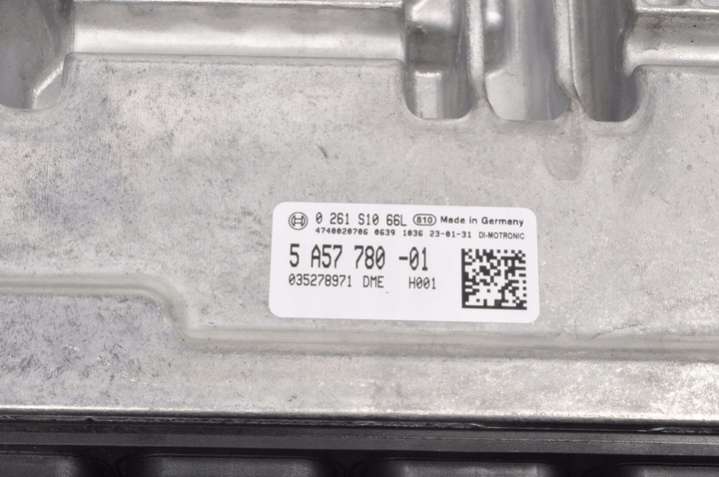 0 261 S10 66L 810 Made in Germany
4740020706 0639 1036 23-01-31 DI-MOTRONIC
5 A57 780 -01
035278971 DME H001